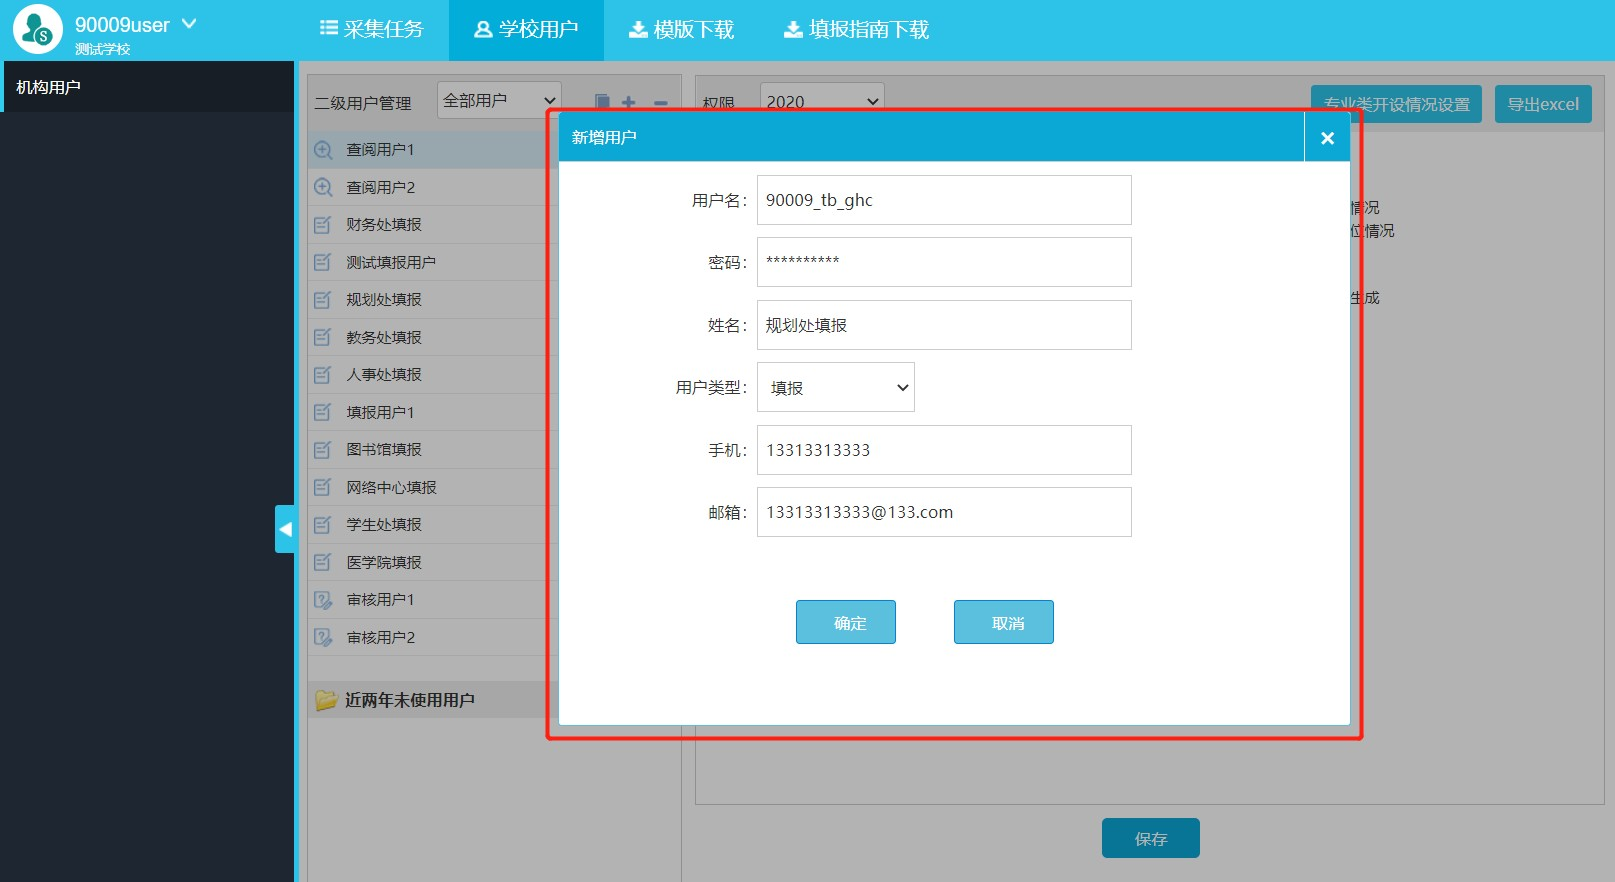 90009user
测试学校
采集任务
学校用户
模版下载
填报指南下载
机构用户
二级用户管理
全部用户
查阅用户1
查阅用户2
财务处填报
测试填报用户
规划处填报
教务处填报
人事处填报
填报用户1
图书馆填报
网络中心填报
学生处填报
医学院填报
审核用户1
审核用户2
近两年未使用用户
权限
2020
专业类开设情况设置
导出excel
新增用户
用户名：
90009_tb_ghc
密码：
**********
姓名：
规划处填报
用户类型：
填报
手机：
13313313333
邮箱：
13313313333@133.com
确定
取消
情况
位情况
生成
保存